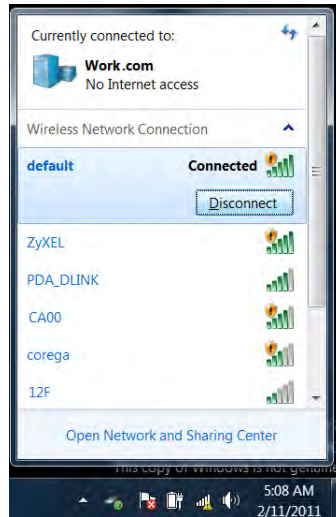 Currently connected to:
Work.com
No Internet access
Wireless Network Connection
default Connected
Disconnect
ZyXEL
PDA_DLINK
CA00
corega
12F
Open Network and Sharing Center
This copy of Windows is not genuine
5:08 AM
2/11/2011